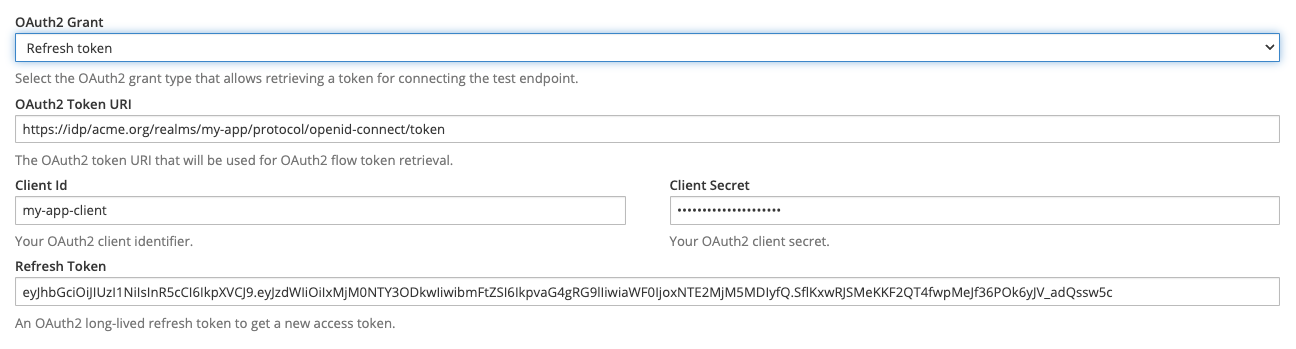 OAuth2 Grant
Refresh token
Select the OAuth2 grant type that allows retrieving a token for connecting the test endpoint.
OAuth2 Token URI
https://idp/acme.org/realms/my-app/protocol/openid-connect/token
The OAuth2 token URI that will be used for OAuth2 flow token retrieval.
Client Id
Client Secret
my-app-client
•••••••••••••••••••••
Your OAuth2 client identifier.
Your OAuth2 client secret.
Refresh Token
eyJhbGciOiJIUzI1NiIsInR5cCI6IkpXVCJ9.eyJzdWIiOiIxMjM0NTY3ODkwIiwibmFtZSI6IkpvaG4gRG9lIiwiaWF0IjoxNTE2MjM5MDIyfQ.SflKxwRJSMeKKF2QT4fwpMeJf36POk6yJV_adQssw5c
An OAuth2 long-lived refresh token to get a new access token.